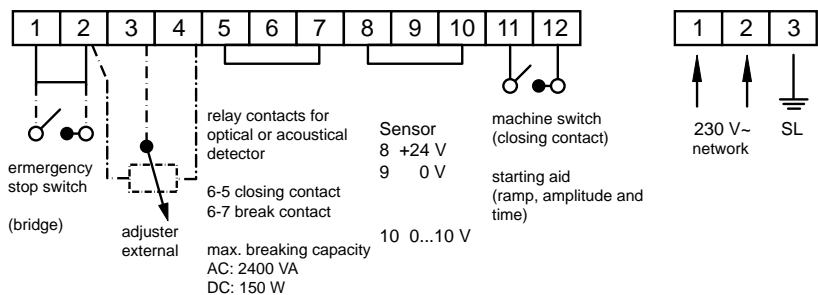 1 2 3 4 5 6 7 8 9 10 11 12
1 2 3
ermergency
stop switch
(bridge)
adjuster
external
relay contacts for
optical or acoustical
detector
6-5 closing contact
6-7 break contact
max. breaking capacity
AC: 2400 VA
DC: 150 W
Sensor
8 +24 V
9 0 V
10 0...10 V
machine switch
(closing contact)
starting aid
(ramp, amplitude and
time)
230 V~
network
SL